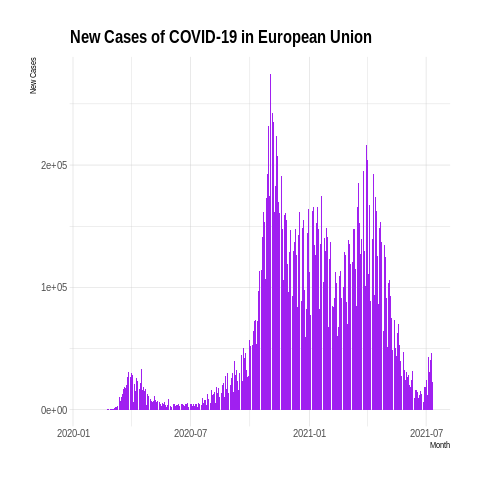 New Cases of COVID-19 in European Union
New Cases
2e+05
1e+05
0e+00
2020-01 2020-07 2021-01 2021-07
Month